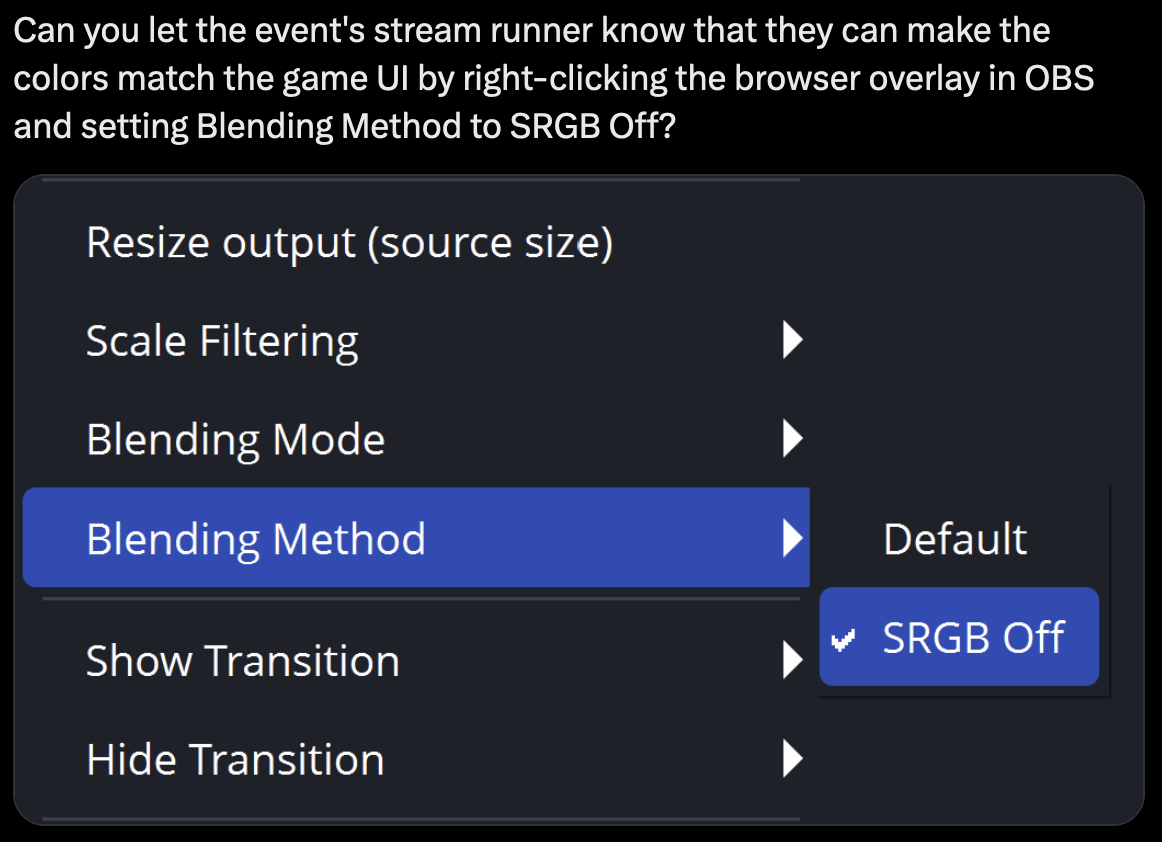 Can you let the event's stream runner know that they can make the
colors match the game UI by right-clicking the browser overlay in OBS
and setting Blending Method to SRGB Off?
Resize output (source size)
Scale Filtering
Blending Mode
Blending Method
Default
SRGB Off
Show Transition
Hide Transition